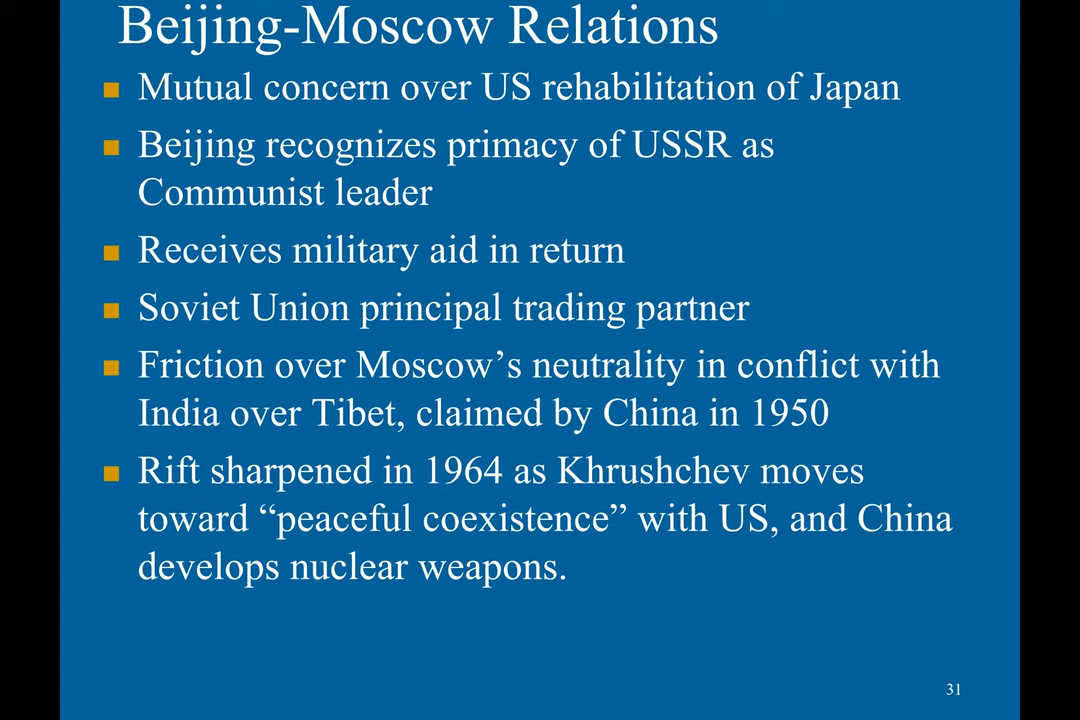 Beijing-Moscow Relations
Mutual concern over US rehabilitation of Japan
Beijing recognizes primacy of USSR as
Communist leader
Receives military aid in return
Soviet Union principal trading partner
Friction over Moscow’s neutrality in conflict with
India over Tibet, claimed by China in 1950
Rift sharpened in 1964 as Khrushchev moves
toward “peaceful coexistence” with US, and China
develops nuclear weapons.
31